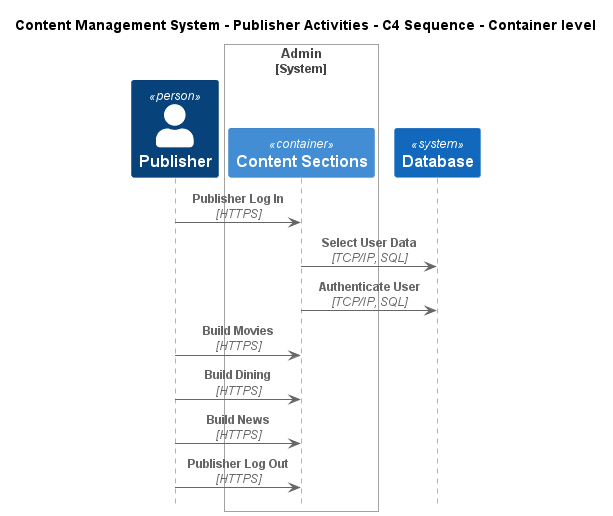 Content Management System - Publisher Activities - C4 Sequence - Container level
Admin
[System]
«person»
Publisher
«container»
Content Sections
«system»
Database
Publisher Log In
[HTTPS]
Select User Data
[TCP/IP, SQL]
Authenticate User
[TCP/IP, SQL]
Build Movies
[HTTPS]
Build Dining
[HTTPS]
Build News
[HTTPS]
Publisher Log Out
[HTTPS]